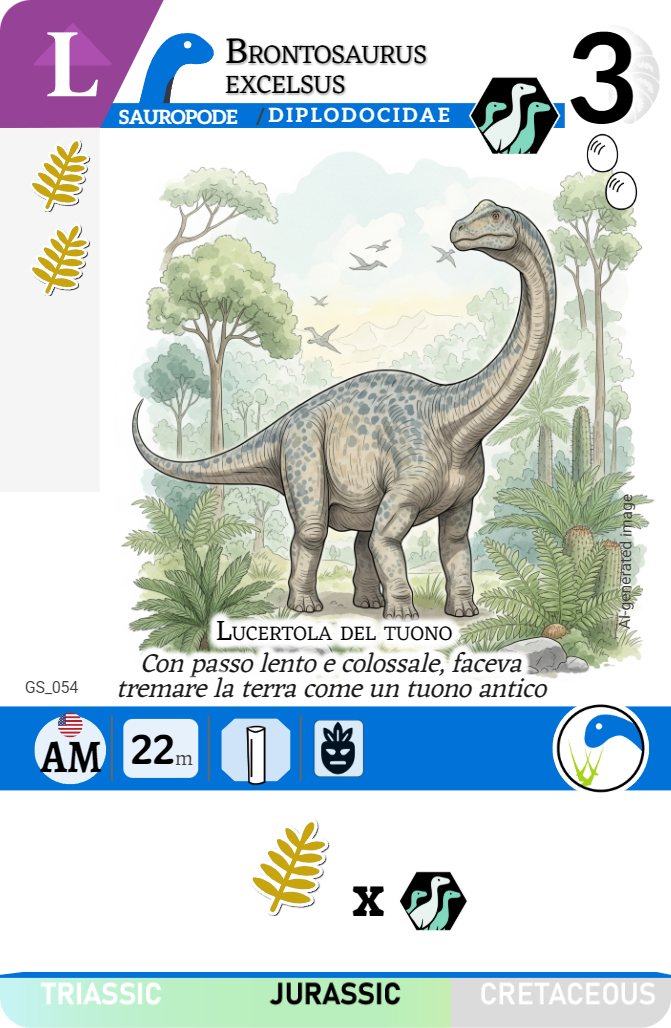 L
BRONTOSAURUS
EXCELSUS
3
SAUROPODE / DIPLODOCIDAE
AI-generated image
LUCERTOLA DEL TUONO
Con passo lento e colossale, faceva
tremare la terra come un tuono antico
GS_054
AM
22m
x
TRIASSIC JURASSIC CRETACEOUS